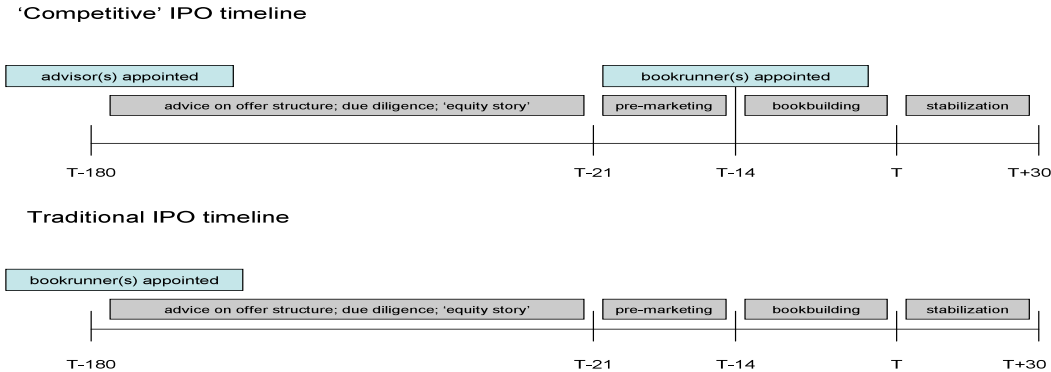 ‘Competitive’ IPO timeline
advisor(s) appointed
bookrunner(s) appointed
advice on offer structure; due diligence; ‘equity story’
pre-marketing
bookbuilding
stabilization
T-180
T-21
T-14
T
T+30
Traditional IPO timeline
bookrunner(s) appointed
advice on offer structure; due diligence; ‘equity story’
pre-marketing
bookbuilding
stabilization
T-180
T-21
T-14
T
T+30